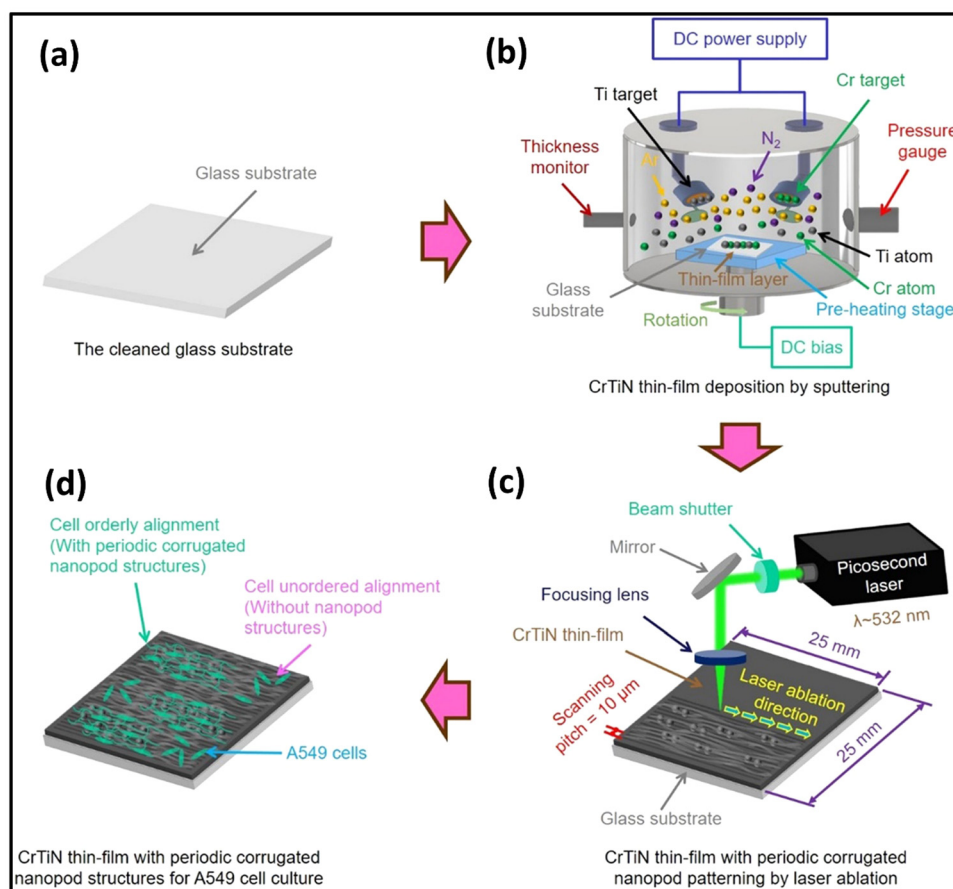 (a)
Glass substrate
The cleaned glass substrate
(b)
DC power supply
Ti target
Cr target
Thickness
monitor
Ar
N₂
Pressure
gauge
Ti atom
Thin-film layer
Glass
substrate
Cr atom
Pre-heating stage
Rotation
DC bias
CrTiN thin-film deposition by sputtering
(c)
Beam shutter
Mirror
Picosecond
laser
Focusing lens
λ~532 nm
CrTiN thin-film
25 mm
Laser ablation
direction
Scanning
pitch = 10 μm
25 mm
Glass substrate
CrTiN thin-film with periodic corrugated
nanopod patterning by laser ablation
(d)
Cell orderly alignment
(With periodic corrugated
nanopod structures)
Cell unordered alignment
(Without nanopod
structures)
A549 cells
CrTiN thin-film with periodic corrugated
nanopod structures for A549 cell culture